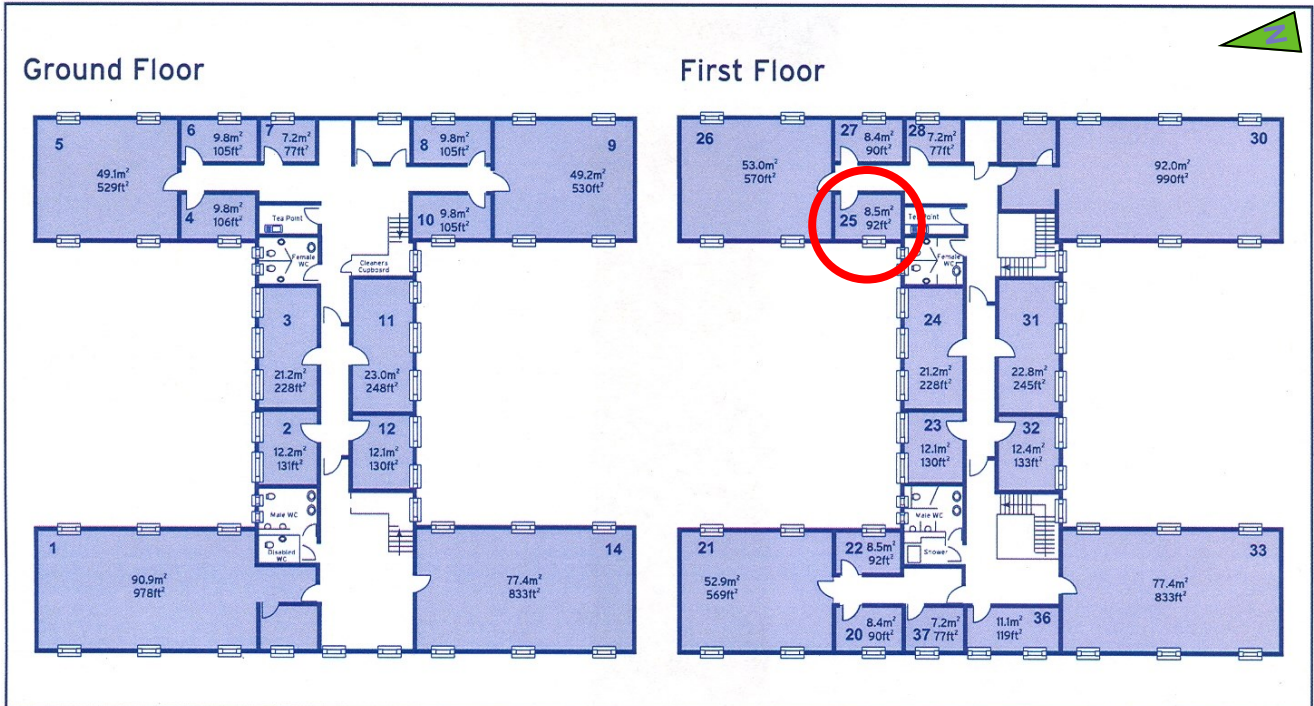 N
Ground Floor
First Floor
5
49.1m²
529ft²
6
9.8m²
105ft²
7
7.2m²
77ft²
8
9.8m²
105ft²
9
49.2m²
530ft²
4
9.8m²
106ft²
Tea Point
10
9.8m²
105ft²
Female
WC
Cleaners
Cupboard
3
21.2m²
228ft²
11
23.0m²
248ft²
2
12.2m²
131ft²
12
12.1m²
130ft²
Male WC
Disabled
WC
1
90.9m²
978ft²
14
77.4m²
833ft²
26
53.0m²
570ft²
27
8.4m²
90ft²
28
7.2m²
77ft²
30
92.0m²
990ft²
25
8.5m²
92ft²
Tea Point
Female
WC
24
21.2m²
228ft²
31
22.8m²
245ft²
23
12.1m²
130ft²
32
12.4m²
133ft²
Male WC
Shower
21
52.9m²
569ft²
22
8.5m²
92ft²
33
77.4m²
833ft²
20
8.4m²
90ft²
37
7.2m²
77ft²
36
11.1m²
119ft²